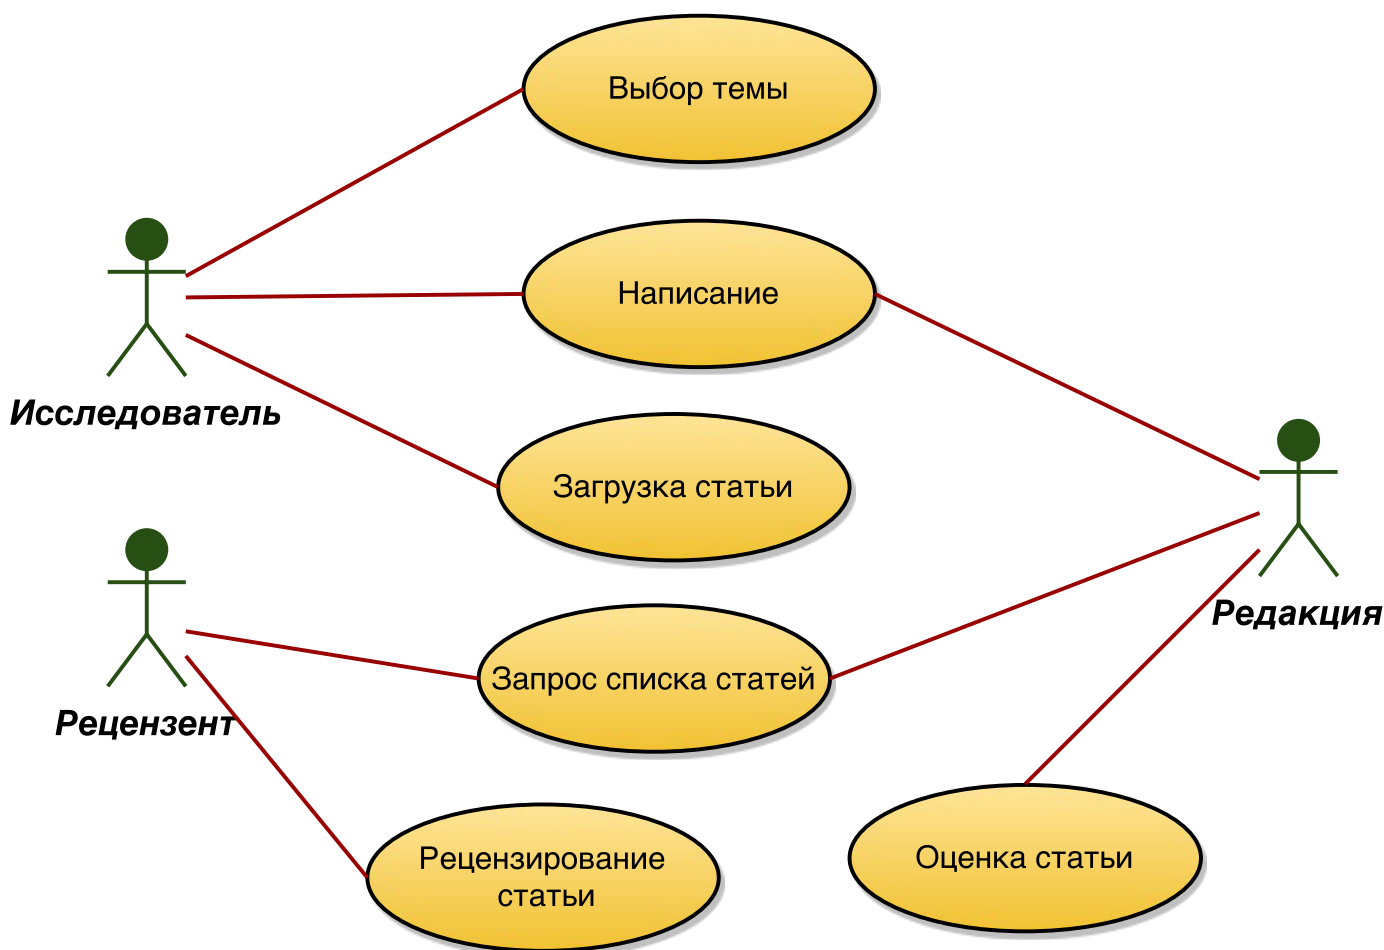 Выбор темы
Написание
Исследователь
Загрузка статьи
Редакция
Запрос списка статей
Рецензент
Рецензирование
статьи
Оценка статьи